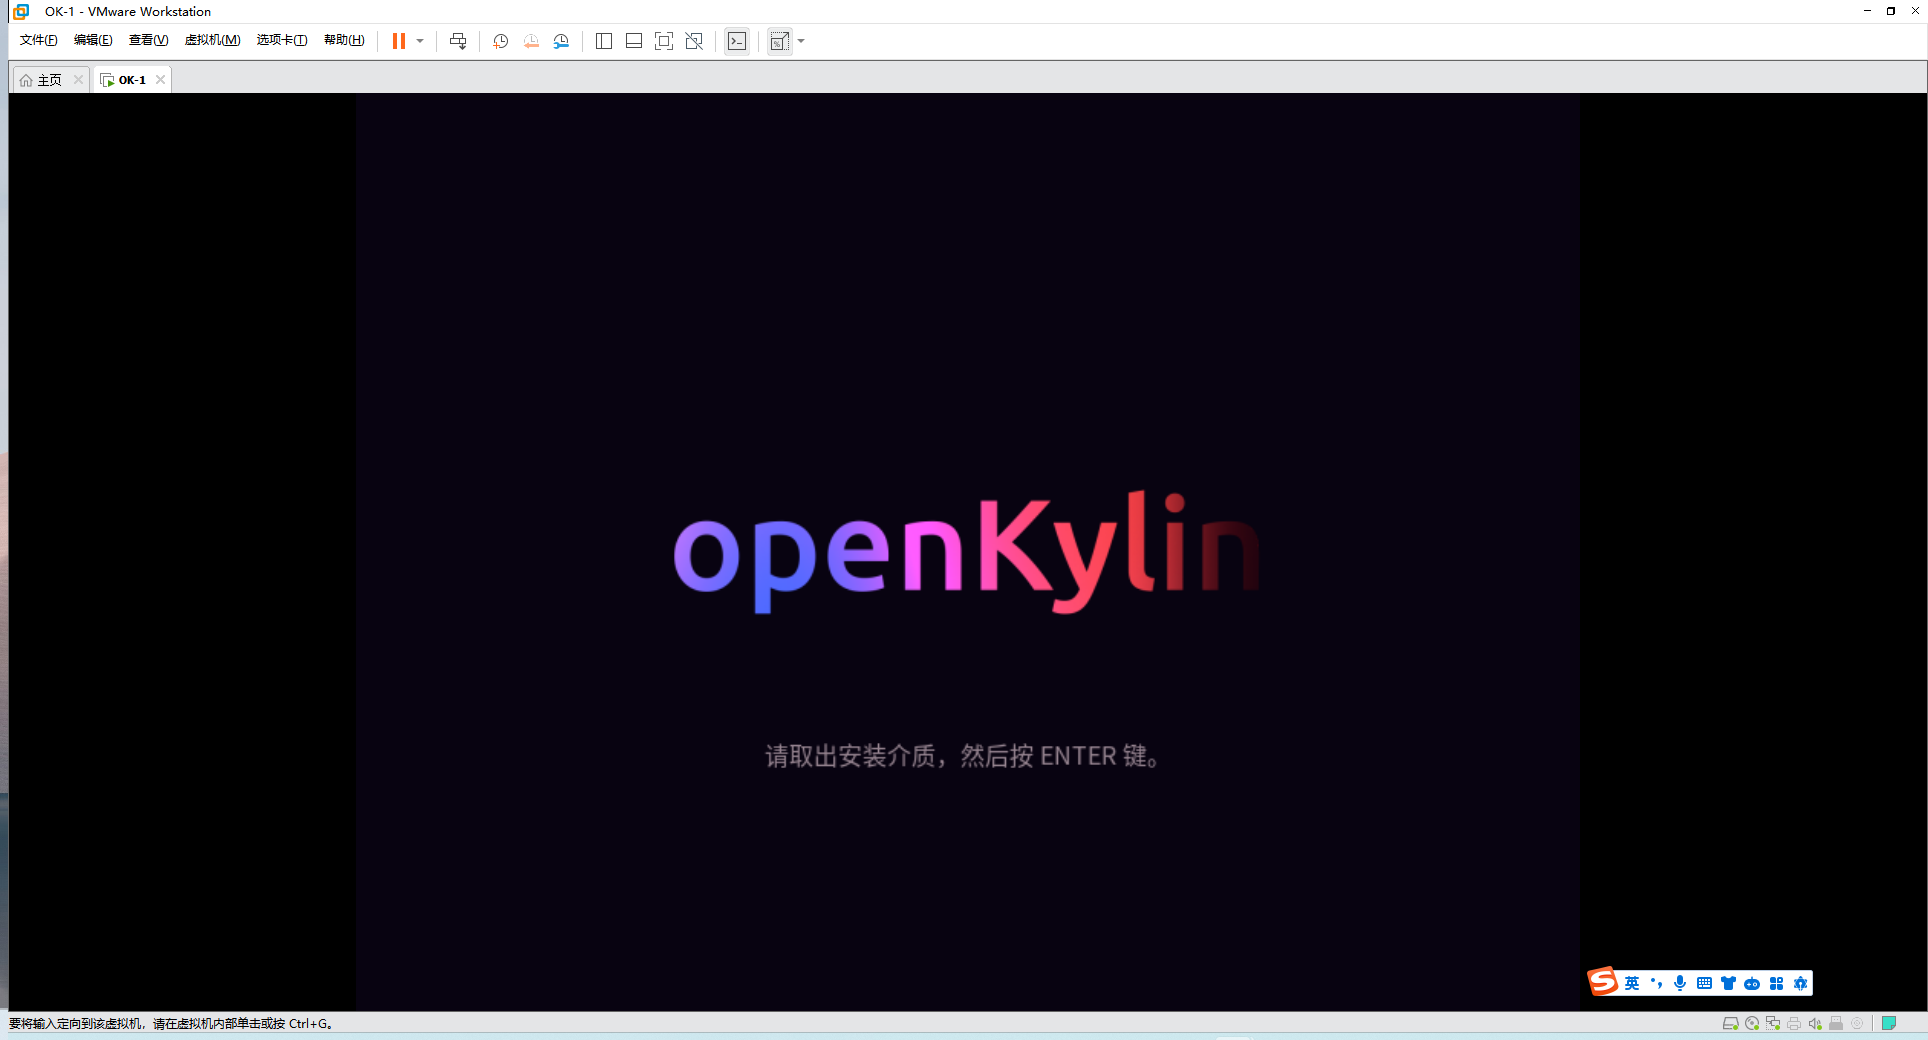 OK-1 - VMware Workstation
文件(F) 编辑(E) 查看(V) 虚拟机(M) 选项卡(T) 帮助(H)
主页 OK-1
openKylin
请取出安装介质，然后按 ENTER 键。
英
要将输入定向到该虚拟机，请在虚拟机内部单击或按 Ctrl+G。